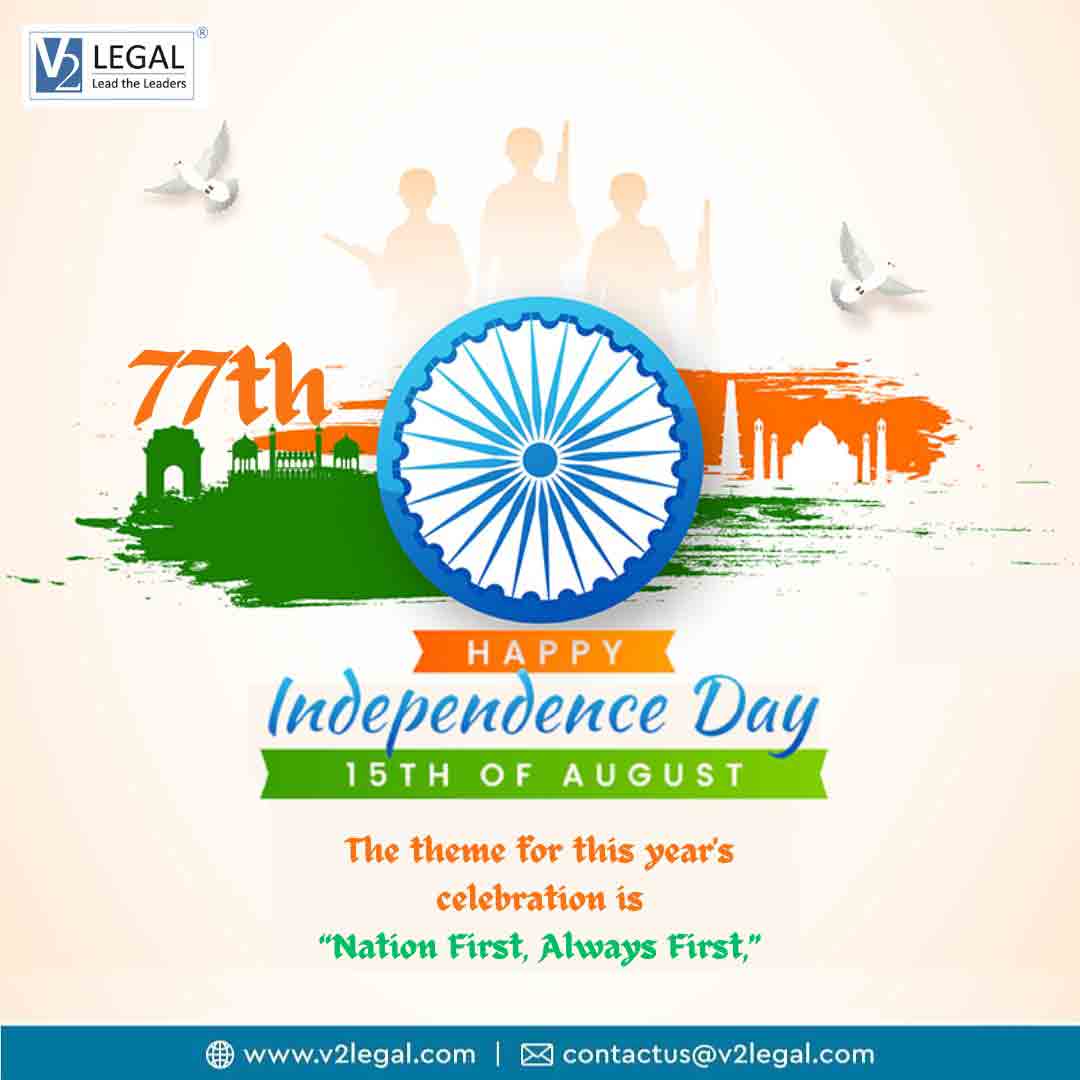 V2 LEGAL ®
Lead the Leaders
77th
HAPPY
Independence Day
15TH OF AUGUST
The theme for this year's
celebration is
“Nation First, Always First,”
www.v2legal.com | contactus@v2legal.com